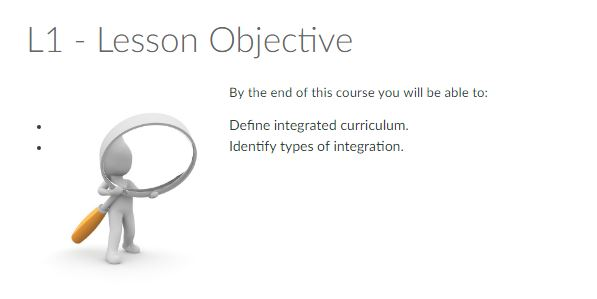 L1 - Lesson Objective
By the end of this course you will be able to:
• Define integrated curriculum.
• Identify types of integration.